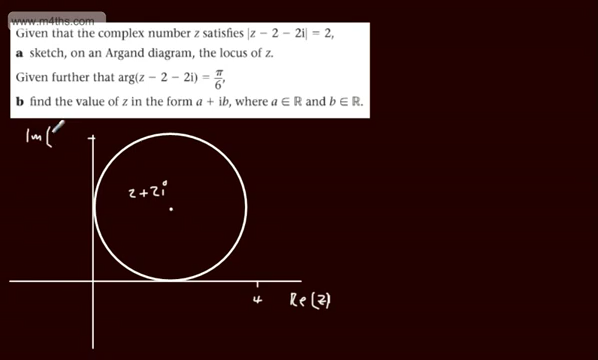 www.m4ths.com
Given that the complex number z satisfies |z − 2 − 2i| = 2,
a sketch, on an Argand diagram, the locus of z.
Given further that arg(z − 2 − 2i) = π/6,
b find the value of z in the form a + ib, where a ∈ ℝ and b ∈ ℝ.
Im(
2+2i
4
Re(z)